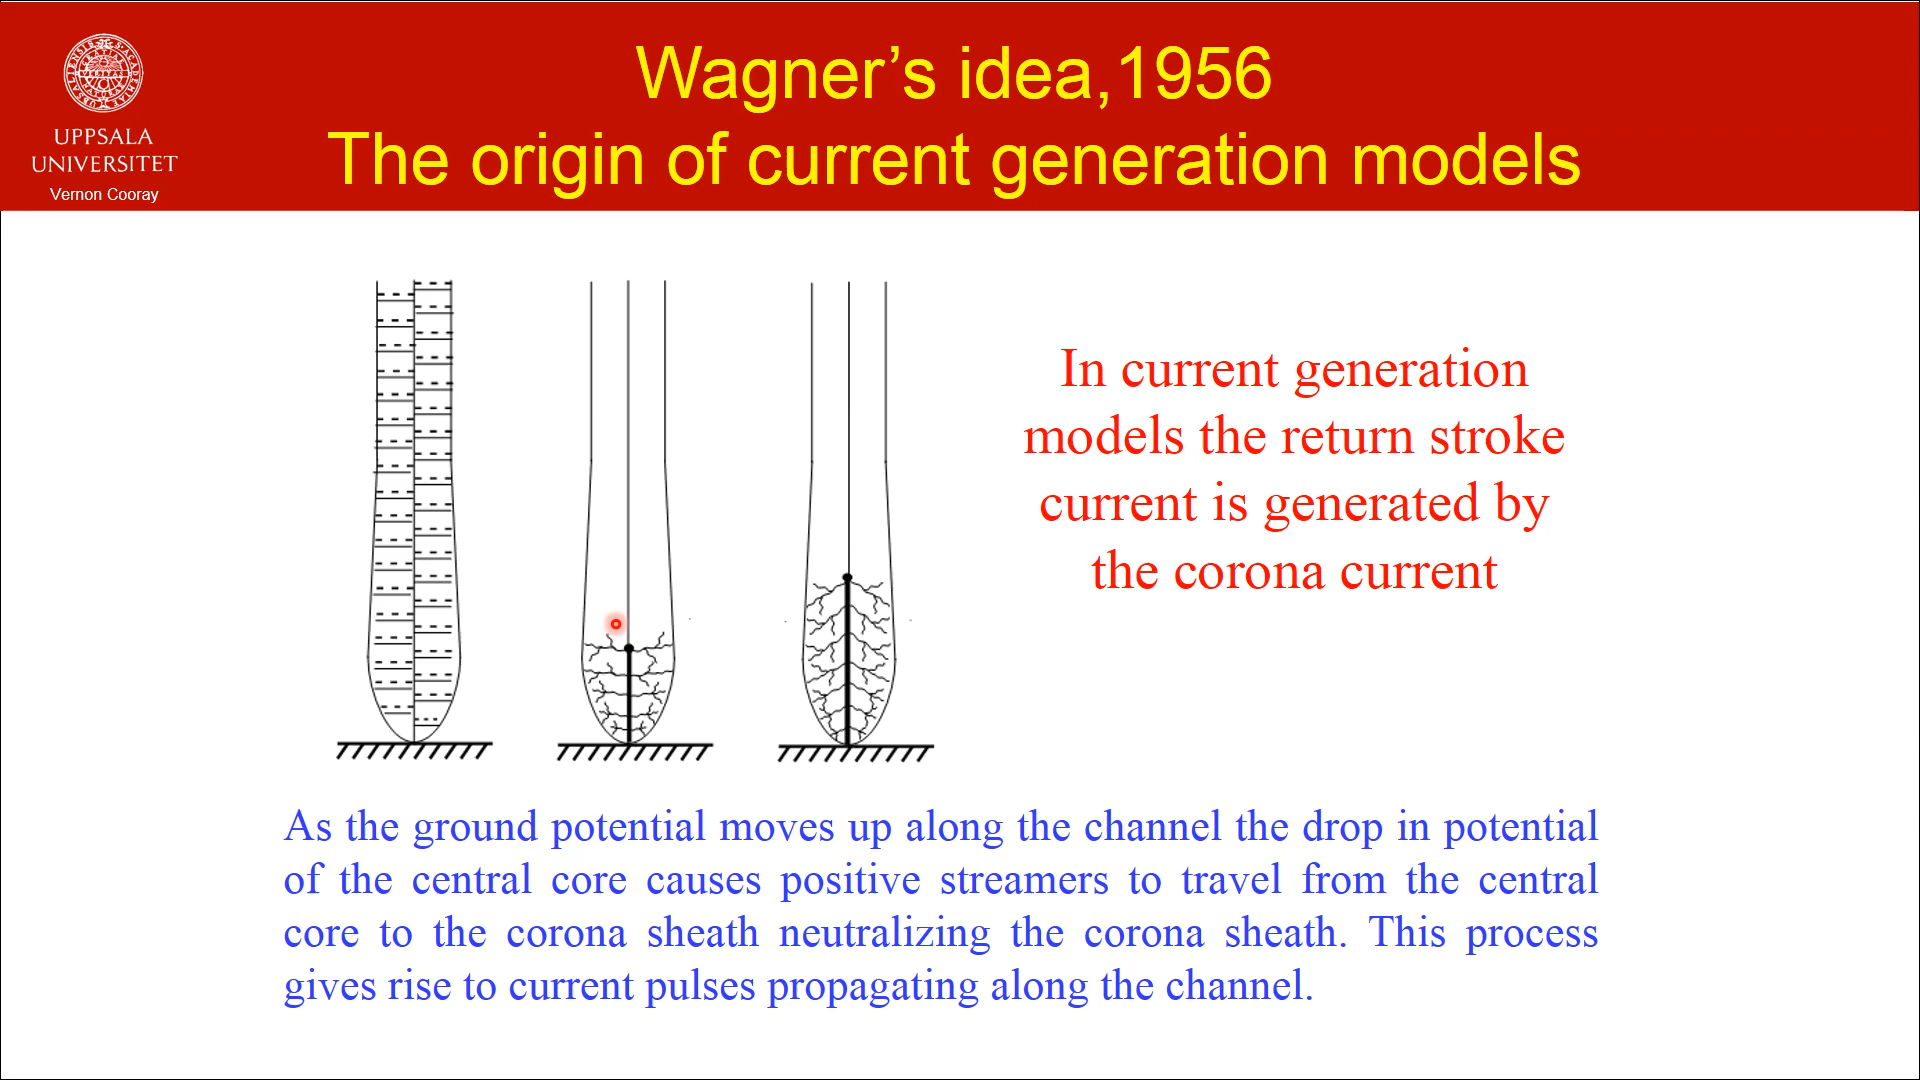 Wagner’s idea,1956
The origin of current generation models
UPPSALA
UNIVERSITET
Vernon Cooray
In current generation
models the return stroke
current is generated by
the corona current
As the ground potential moves up along the channel the drop in potential
of the central core causes positive streamers to travel from the central
core to the corona sheath neutralizing the corona sheath. This process
gives rise to current pulses propagating along the channel.